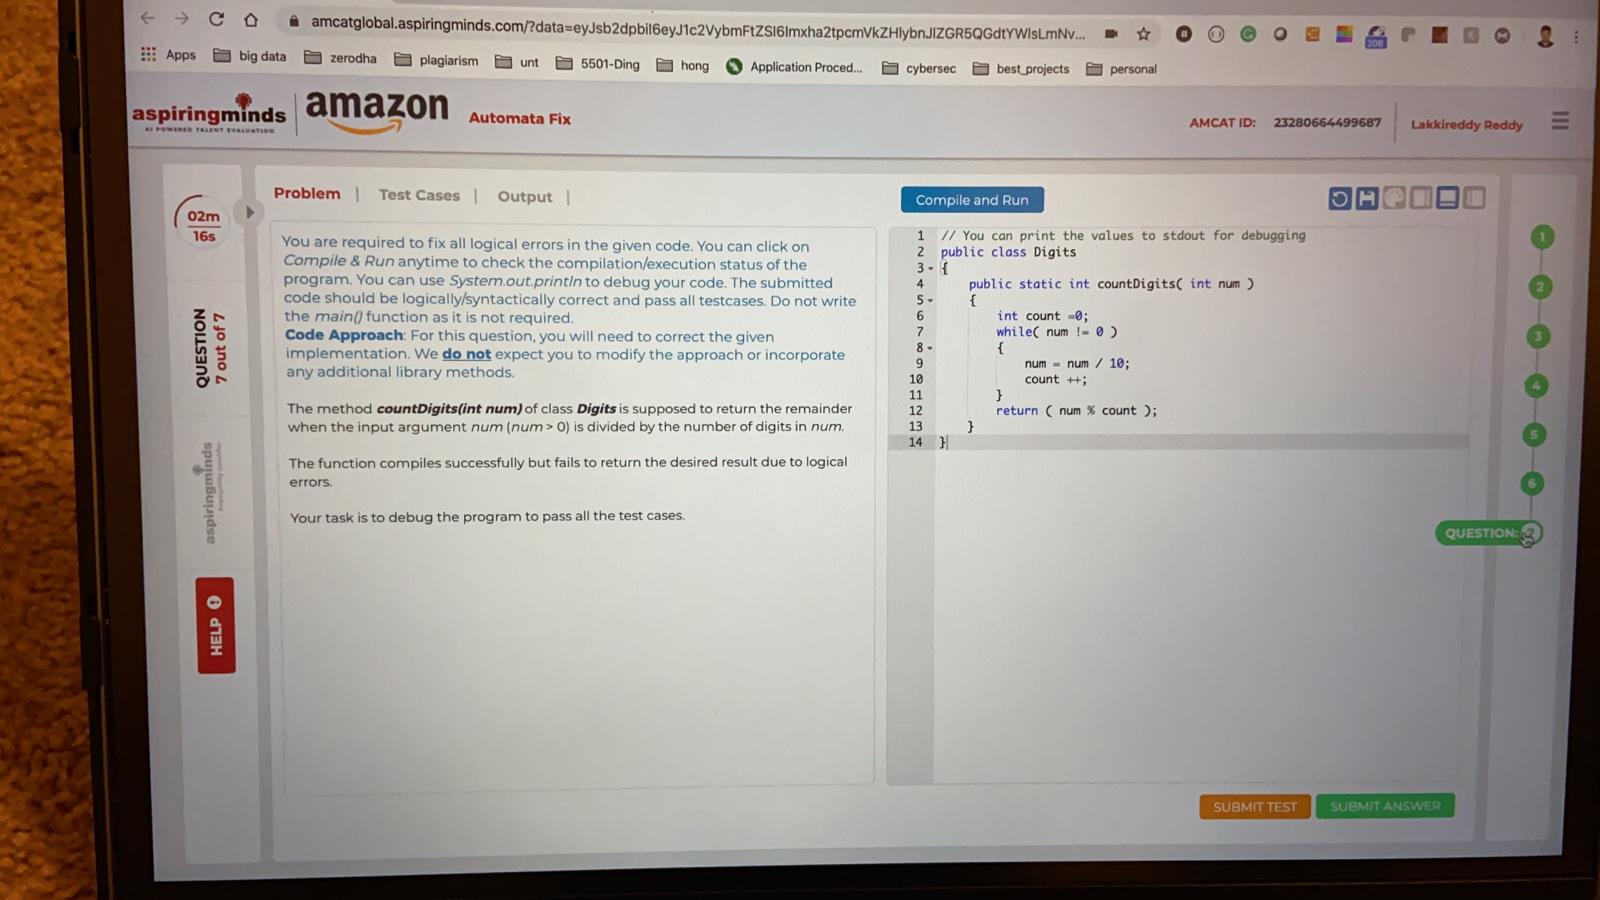 amcatglobal.aspiringminds.com/?data=
Apps big data zerodha plagiarism unt 5501-Ding hong Application Proced... cybersec best_projects personal
206
aspiringminds
AI POWERED TALENT EVALUATION
amazon
Automata Fix
AMCAT ID: 23280664499687
Lakkireddy Reddy
02m
16s
QUESTION
7 out of 7
aspiringminds
HELP
Problem | Test Cases | Output |
You are required to fix all logical errors in the given code. You can click on
Compile & Run anytime to check the compilation/execution status of the
program. You can use System.out.println to debug your code. The submitted
code should be logically/syntactically correct and pass all testcases. Do not write
the main() function as it is not required.
Code Approach: For this question, you will need to correct the given
implementation. We do not expect you to modify the approach or incorporate
any additional library methods.
The method countDigits(int num) of class Digits is supposed to return the remainder
when the input argument num (num > 0) is divided by the number of digits in num.
The function compiles successfully but fails to return the desired result due to logical
errors.
Your task is to debug the program to pass all the test cases.
Compile and Run
1 // You can print the values to stdout for debugging
2 public class Digits
3 {
4 public static int countDigits( int num )
5 {
6 int count =0;
7 while( num != 0 )
8 {
9 num = num / 10;
10 count ++;
11 }
12 return ( num % count );
13 }
14 }
1
2
3
4
5
6
QUESTION: 7
SUBMIT TEST
SUBMIT ANSWER